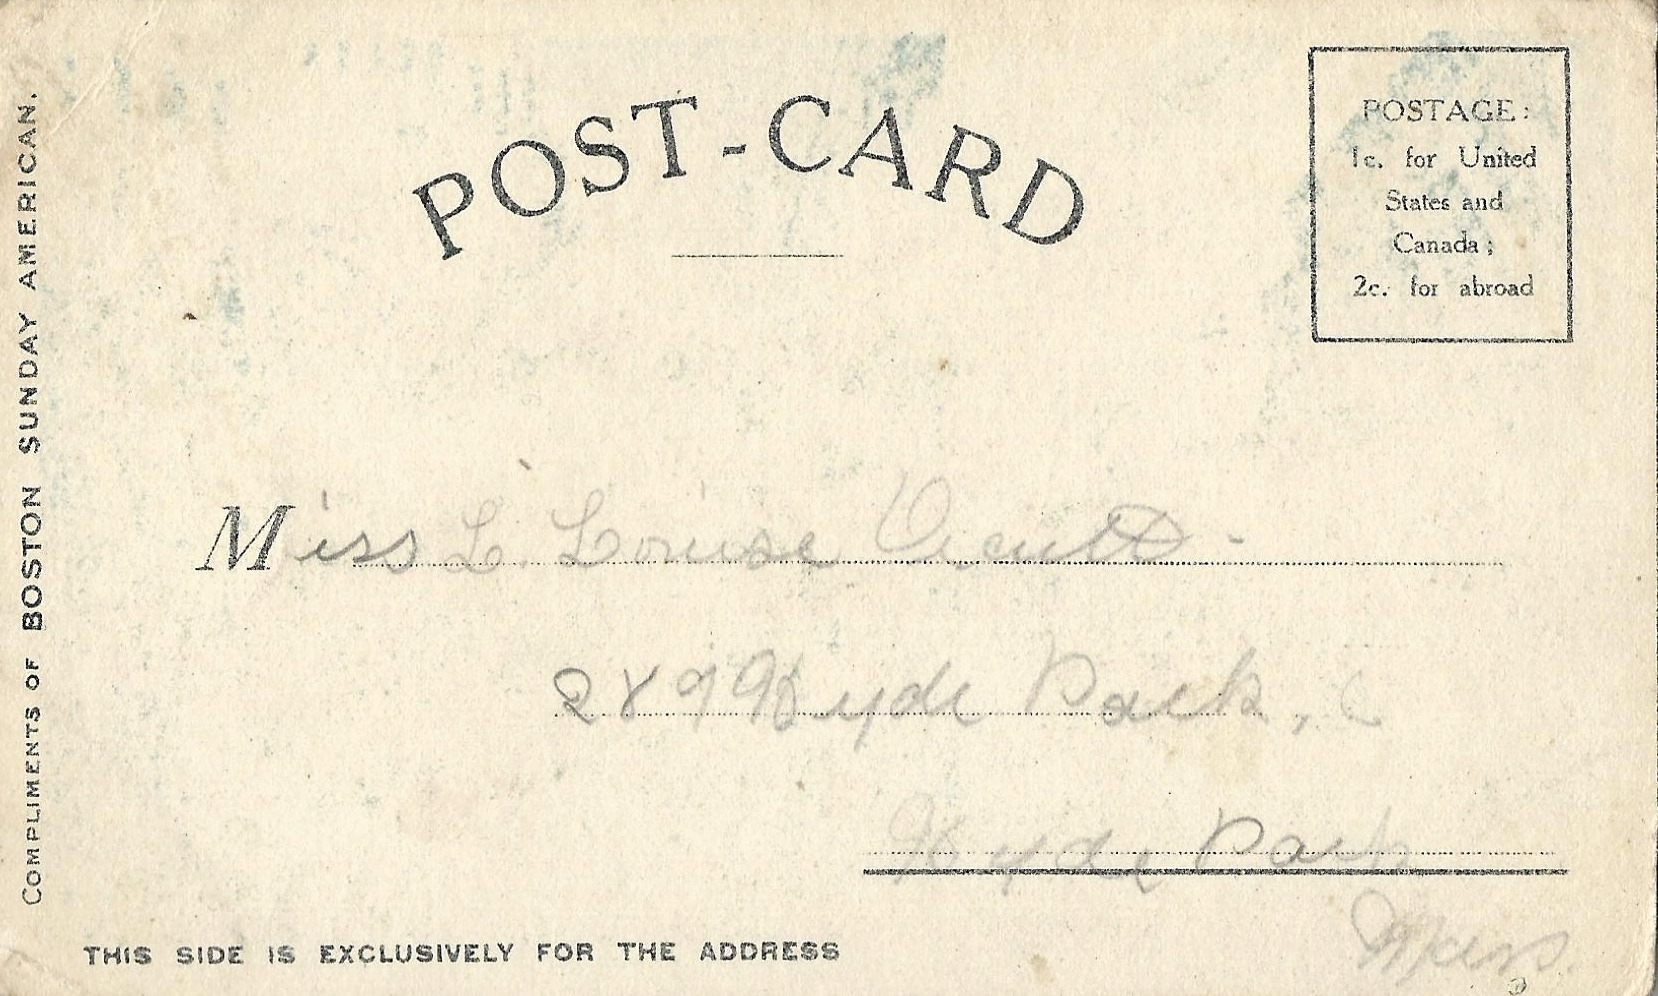 POST-CARD
POSTAGE:
1c. for United
States and
Canada;
2c. for abroad
COMPLIMENTS OF BOSTON SUNDAY AMERICAN.
Miss L. Louise
Hyde Park,
Hyde Park
Mass.
THIS SIDE IS EXCLUSIVELY FOR THE ADDRESS